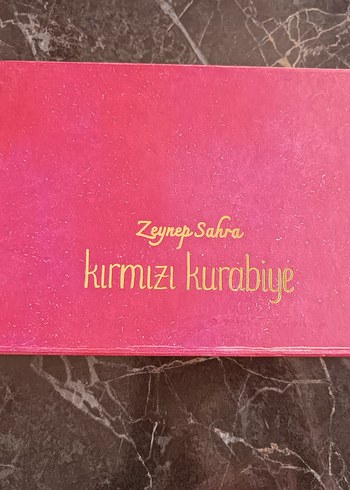 Zeynep Sahra
kırmızı kurabiye